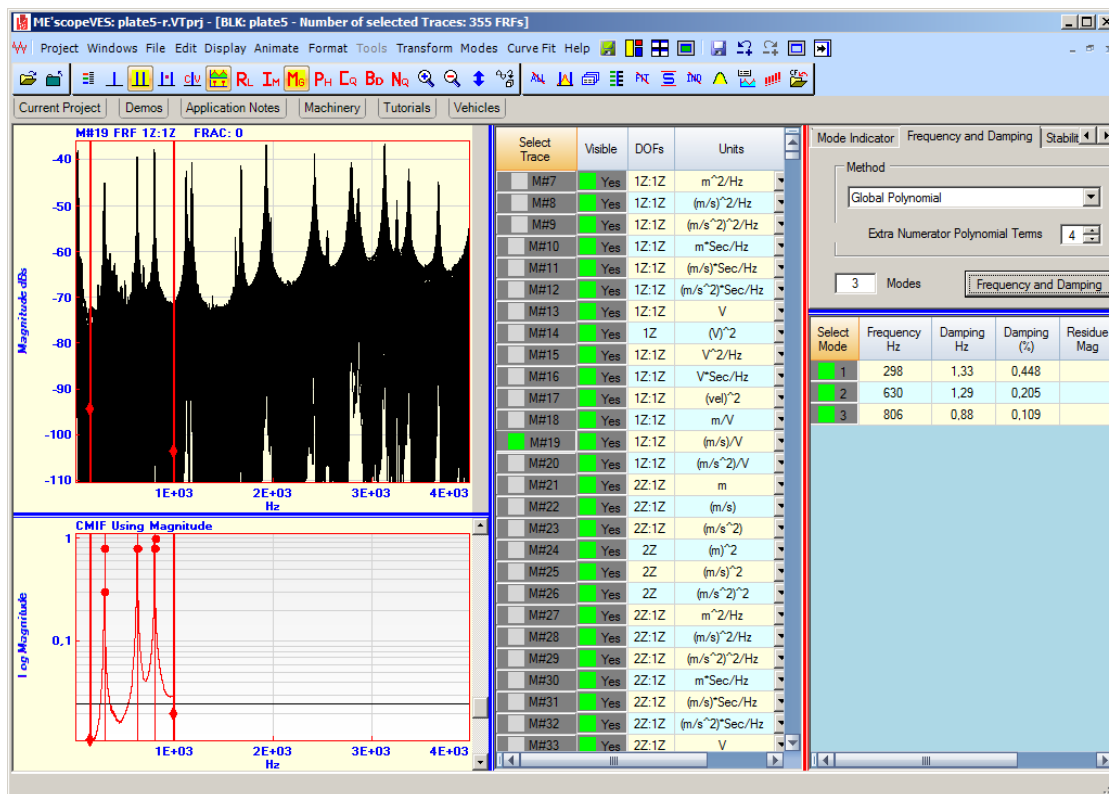 ME'scopeVES: plate5-r.VTprj - [BLK: plate5 - Number of selected Traces: 355 FRFs]
Project Windows File Edit Display Animate Format Tools Transform Modes Curve Fit Help
RL IM MG PH CQ BD NQ
Current Project Demos Application Notes Machinery Tutorials Vehicles
M#19 FRF 1Z:1Z FRAC: 0
-40
-50
-60
-70
-80
-90
-100
-110
Magnitude dBs
1E+03 2E+03 3E+03 4E+03
Hz
CMIF Using Magnitude
1
0,1
Log Magnitude
1E+03 2E+03 3E+03 4E+03
Hz
Select Trace Visible DOFs Units
M#7 Yes 1Z:1Z m^2/Hz
M#8 Yes 1Z:1Z (m/s)^2/Hz
M#9 Yes 1Z:1Z (m/s^2)^2/Hz
M#10 Yes 1Z:1Z m*Sec/Hz
M#11 Yes 1Z:1Z (m/s)*Sec/Hz
M#12 Yes 1Z:1Z (m/s^2)*Sec/Hz
M#13 Yes 1Z:1Z V
M#14 Yes 1Z (V)^2
M#15 Yes 1Z:1Z V^2/Hz
M#16 Yes 1Z:1Z V*Sec/Hz
M#17 Yes 1Z:1Z (vel)^2
M#18 Yes 1Z:1Z m/V
M#19 Yes 1Z:1Z (m/s)/V
M#20 Yes 1Z:1Z (m/s^2)/V
M#21 Yes 2Z:1Z m
M#22 Yes 2Z:1Z (m/s)
M#23 Yes 2Z:1Z (m/s^2)
M#24 Yes 2Z (m)^2
M#25 Yes 2Z (m/s)^2
M#26 Yes 2Z (m/s^2)^2
M#27 Yes 2Z:1Z m^2/Hz
M#28 Yes 2Z:1Z (m/s)^2/Hz
M#29 Yes 2Z:1Z (m/s^2)^2/Hz
M#30 Yes 2Z:1Z m*Sec/Hz
M#31 Yes 2Z:1Z (m/s)*Sec/Hz
M#32 Yes 2Z:1Z (m/s^2)*Sec/Hz
M#33 Yes 2Z:1Z V
Mode Indicator Frequency and Damping Stabilit
Method
Global Polynomial
Extra Numerator Polynomial Terms 4
3 Modes Frequency and Damping
Select Mode Frequency Hz Damping Hz Damping (%) Residue Mag
1 298 1,33 0,448
2 630 1,29 0,205
3 806 0,88 0,109